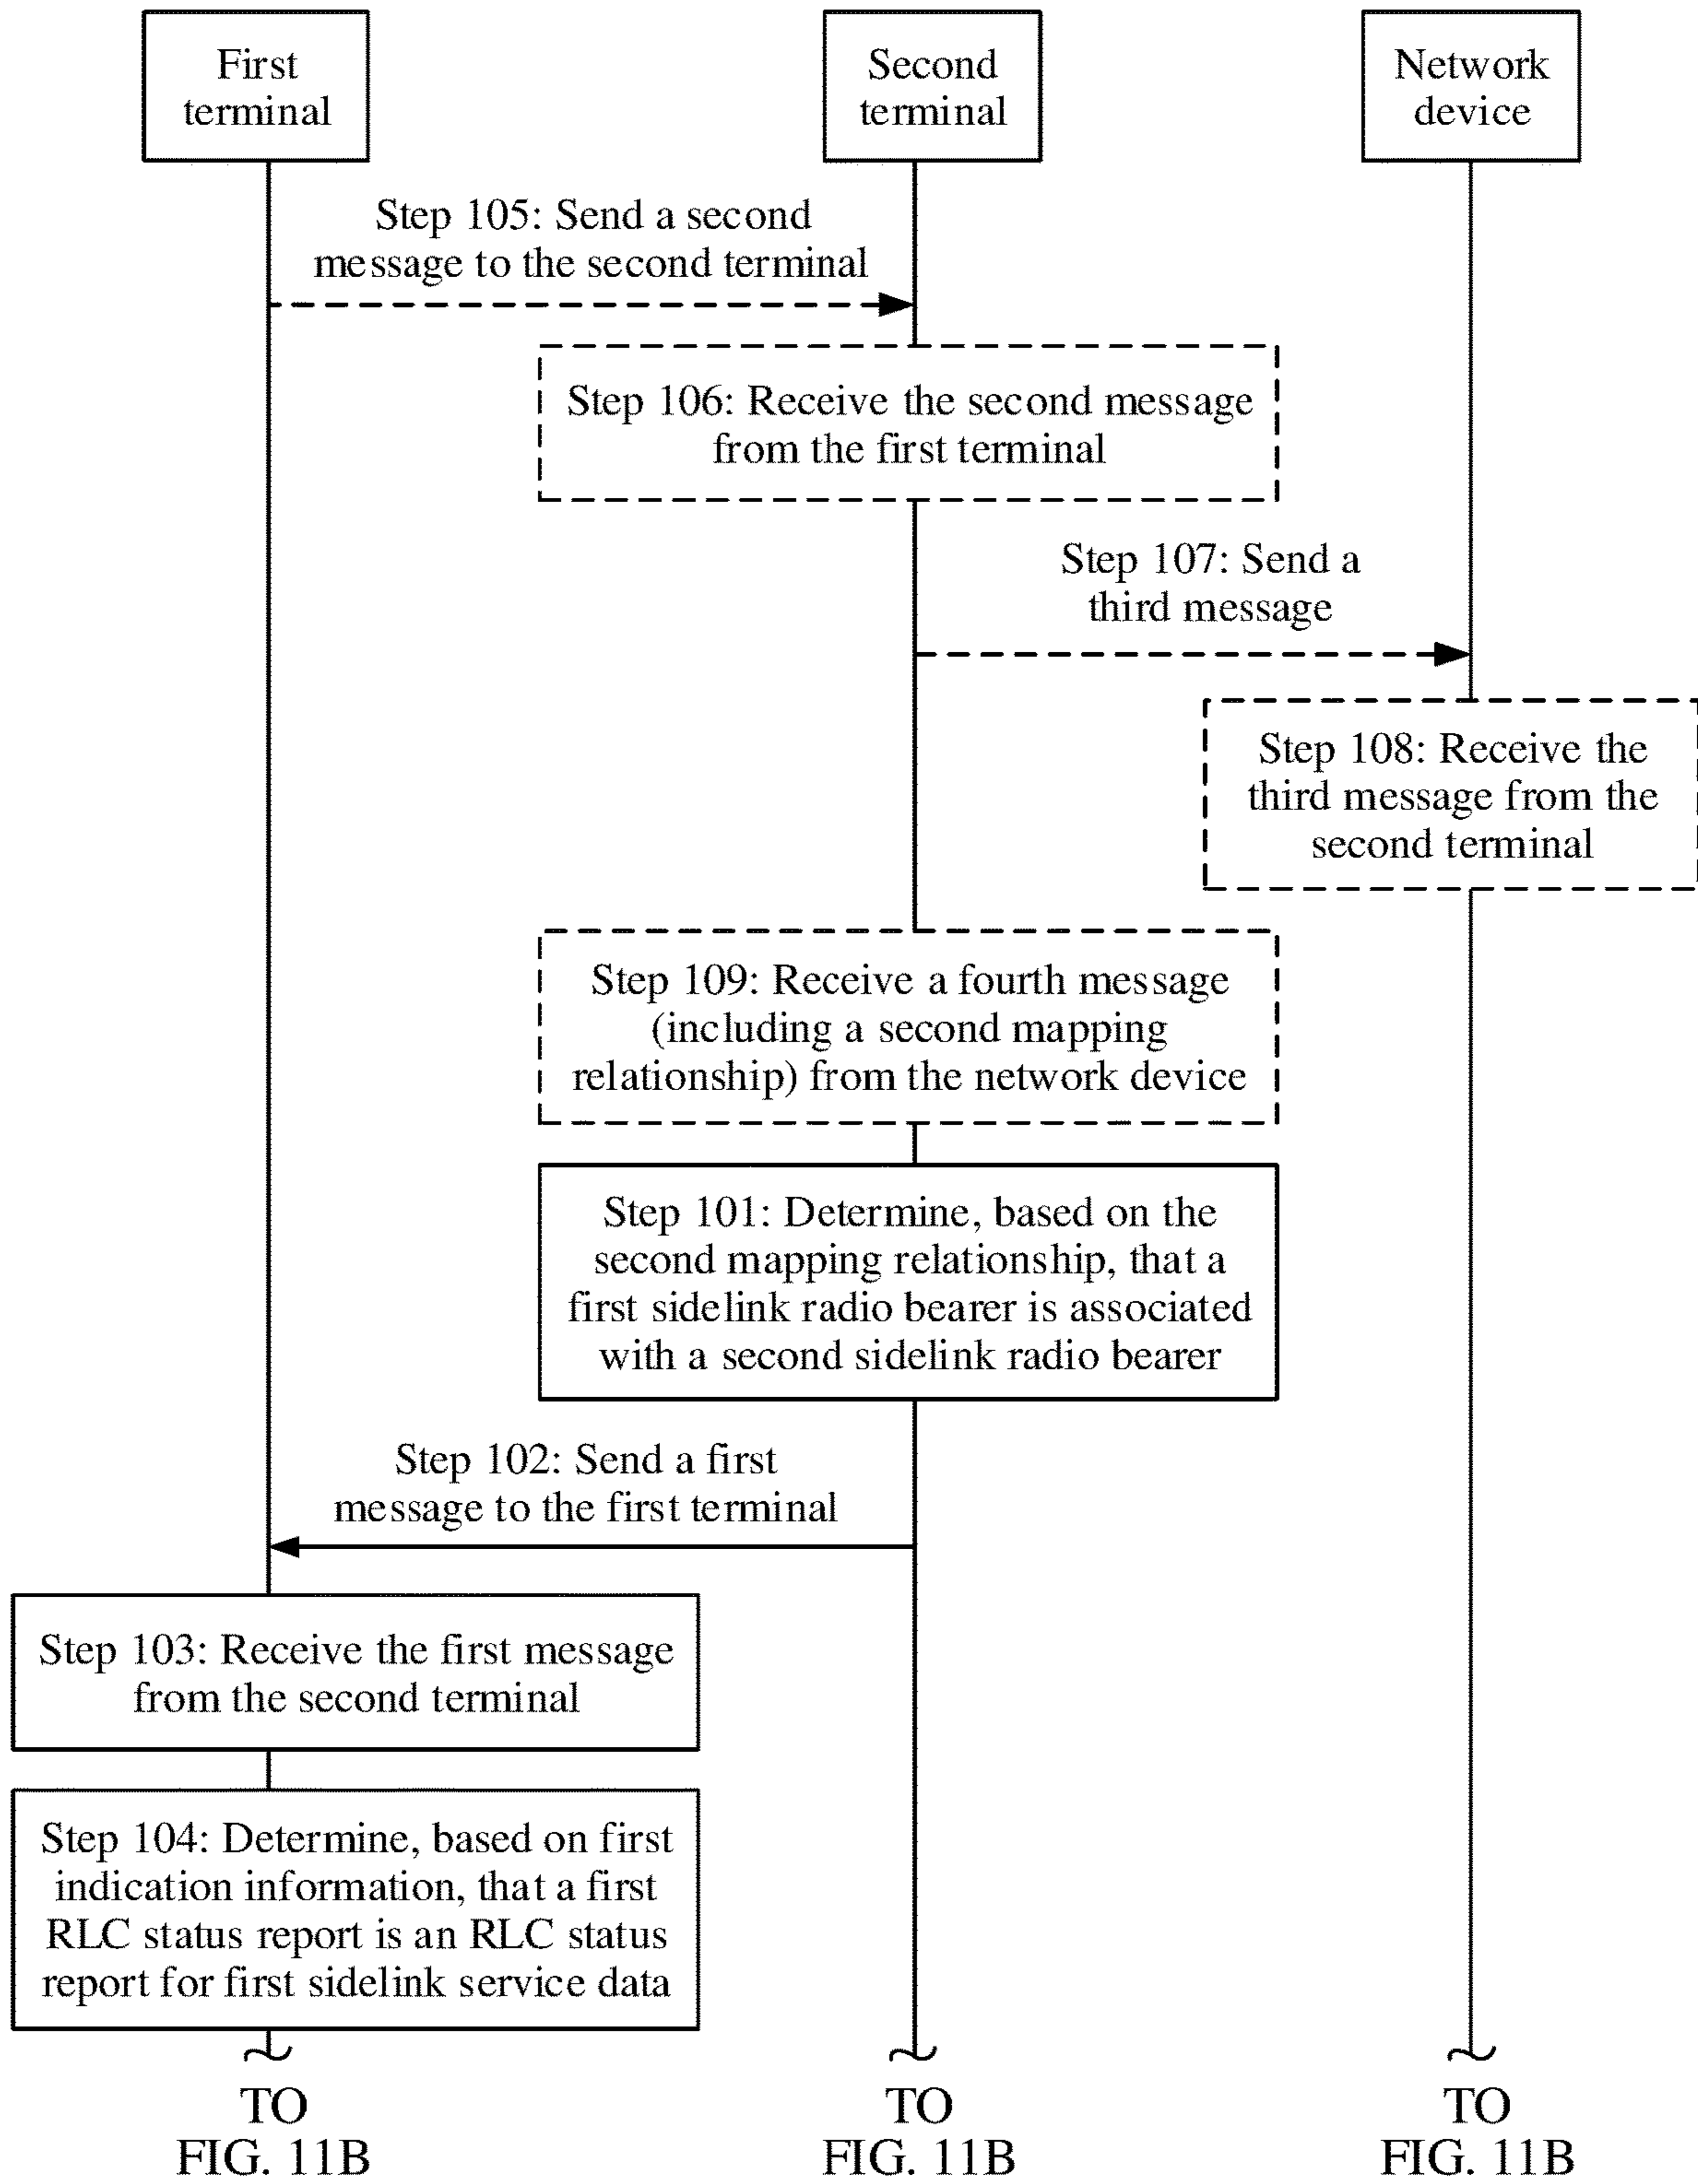 First
terminal
Second
terminal
Network
device
Step 105: Send a second
message to the second terminal
Step 106: Receive the second message
from the first terminal
Step 107: Send a
third message
Step 108: Receive the
third message from the
second terminal
Step 109: Receive a fourth message
(including a second mapping
relationship) from the network device
Step 101: Determine, based on the
second mapping relationship, that a
first sidelink radio bearer is associated
with a second sidelink radio bearer
Step 102: Send a first
message to the first terminal
Step 103: Receive the first message
from the second terminal
Step 104: Determine, based on first
indication information, that a first
RLC status report is an RLC status
report for first sidelink service data
TO
FIG. 11B
TO
FIG. 11B
TO
FIG. 11B